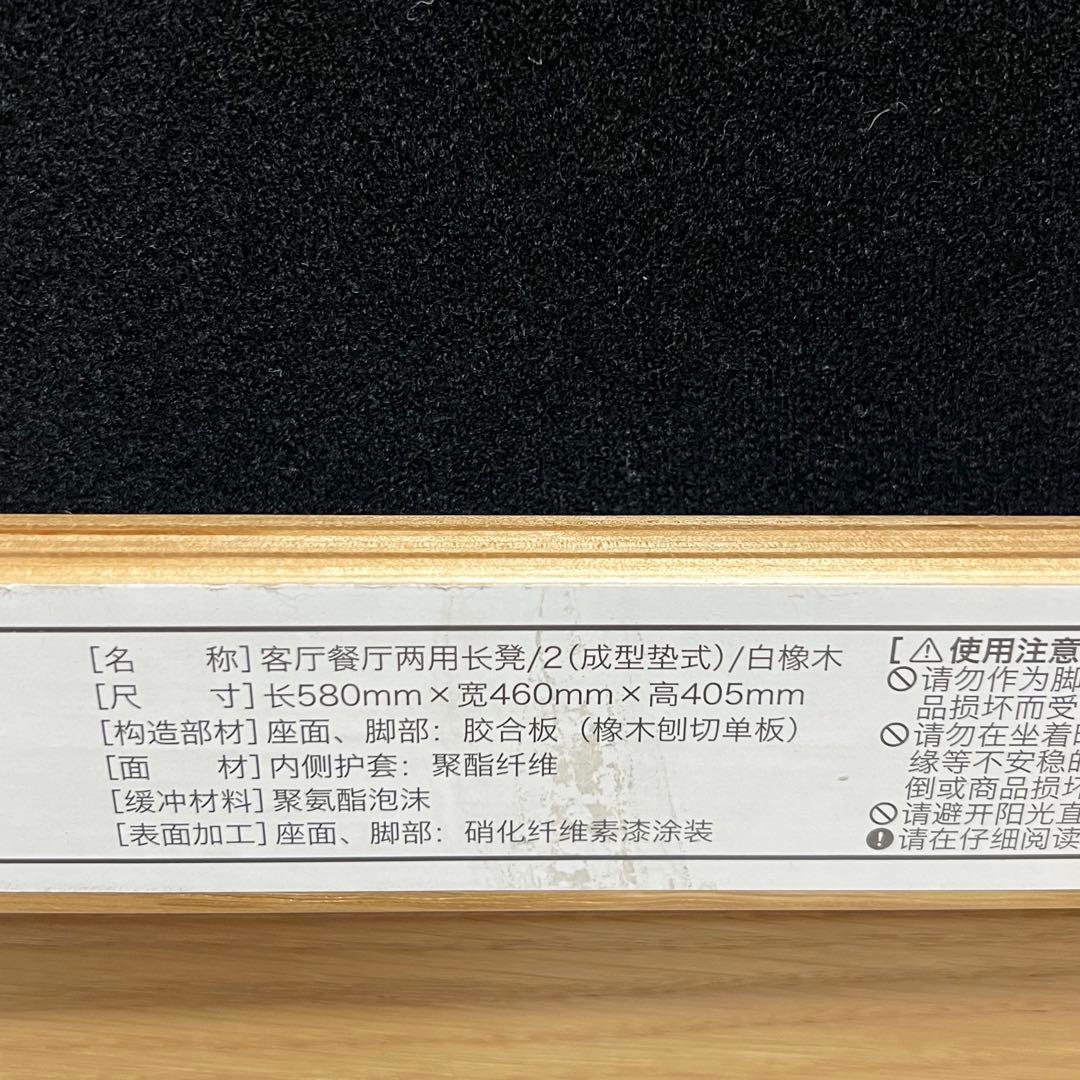 [名 称]客厅餐厅两用长凳/2(成型垫式)/白橡木
[尺 寸]长580mm×宽460mm×高405mm
[构造部材]座面、脚部：胶合板（橡木刨切单板）
[面 材]内侧护套：聚酯纤维
[缓冲材料]聚氨酯泡沫
[表面加工]座面、脚部：硝化纤维素漆涂装
[⚠使用注意
请勿作为脚
品损坏而受
请勿在坐着
缘等不安稳的
倒或商品损坏
请避开阳光直
请在仔细阅读